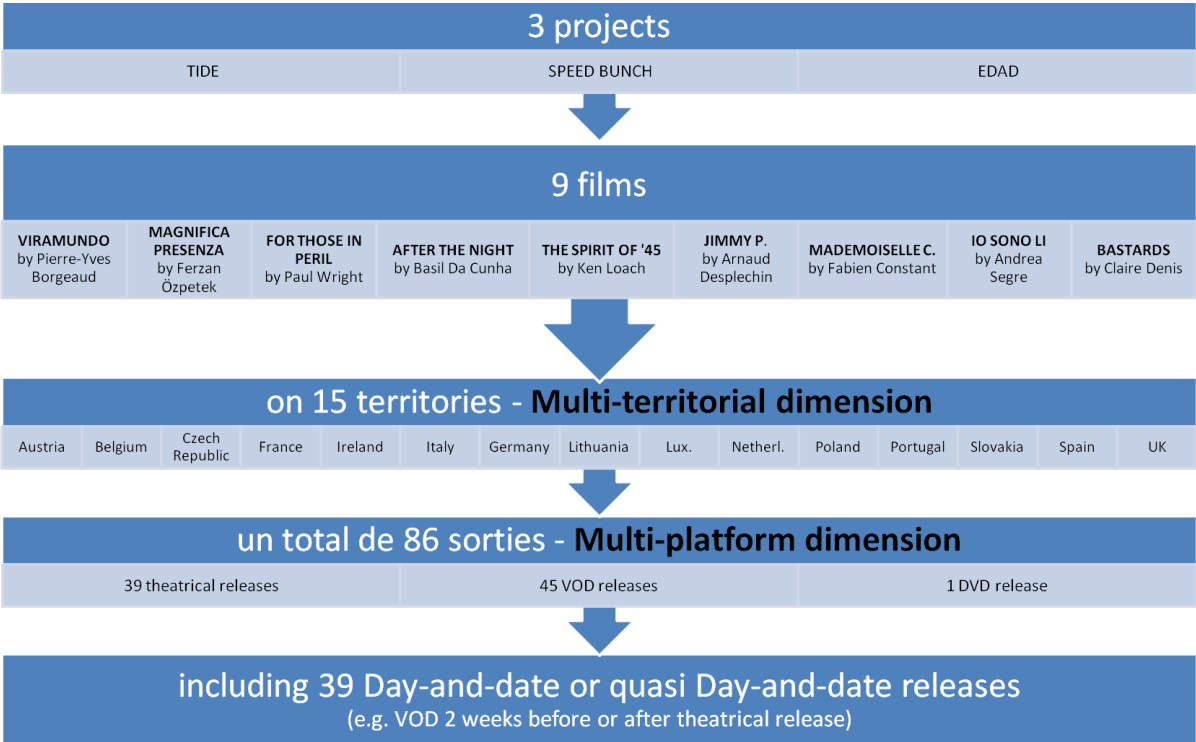 3 projects
TIDE
SPEED BUNCH
EDAD
9 films
VIRAMUNDO
by Pierre-Yves
Borgeaud
MAGNIFICA
PRESENZA
by Ferzan
Özpetek
FOR THOSE IN
PERIL
by Paul Wright
AFTER THE NIGHT
by Basil Da Cunha
THE SPIRIT OF '45
by Ken Loach
JIMMY P.
by Arnaud
Desplechin
MADEMOISELLE C.
by Fabien Constant
IO SONO LI
by Andrea
Segre
BASTARDS
by Claire Denis
on 15 territories - Multi-territorial dimension
Austria
Belgium
Czech
Republic
France
Ireland
Italy
Germany
Lithuania
Lux.
Netherl.
Poland
Portugal
Slovakia
Spain
UK
un total de 86 sorties - Multi-platform dimension
39 theatrical releases
45 VOD releases
1 DVD release
including 39 Day-and-date or quasi Day-and-date releases
(e.g. VOD 2 weeks before or after theatrical release)